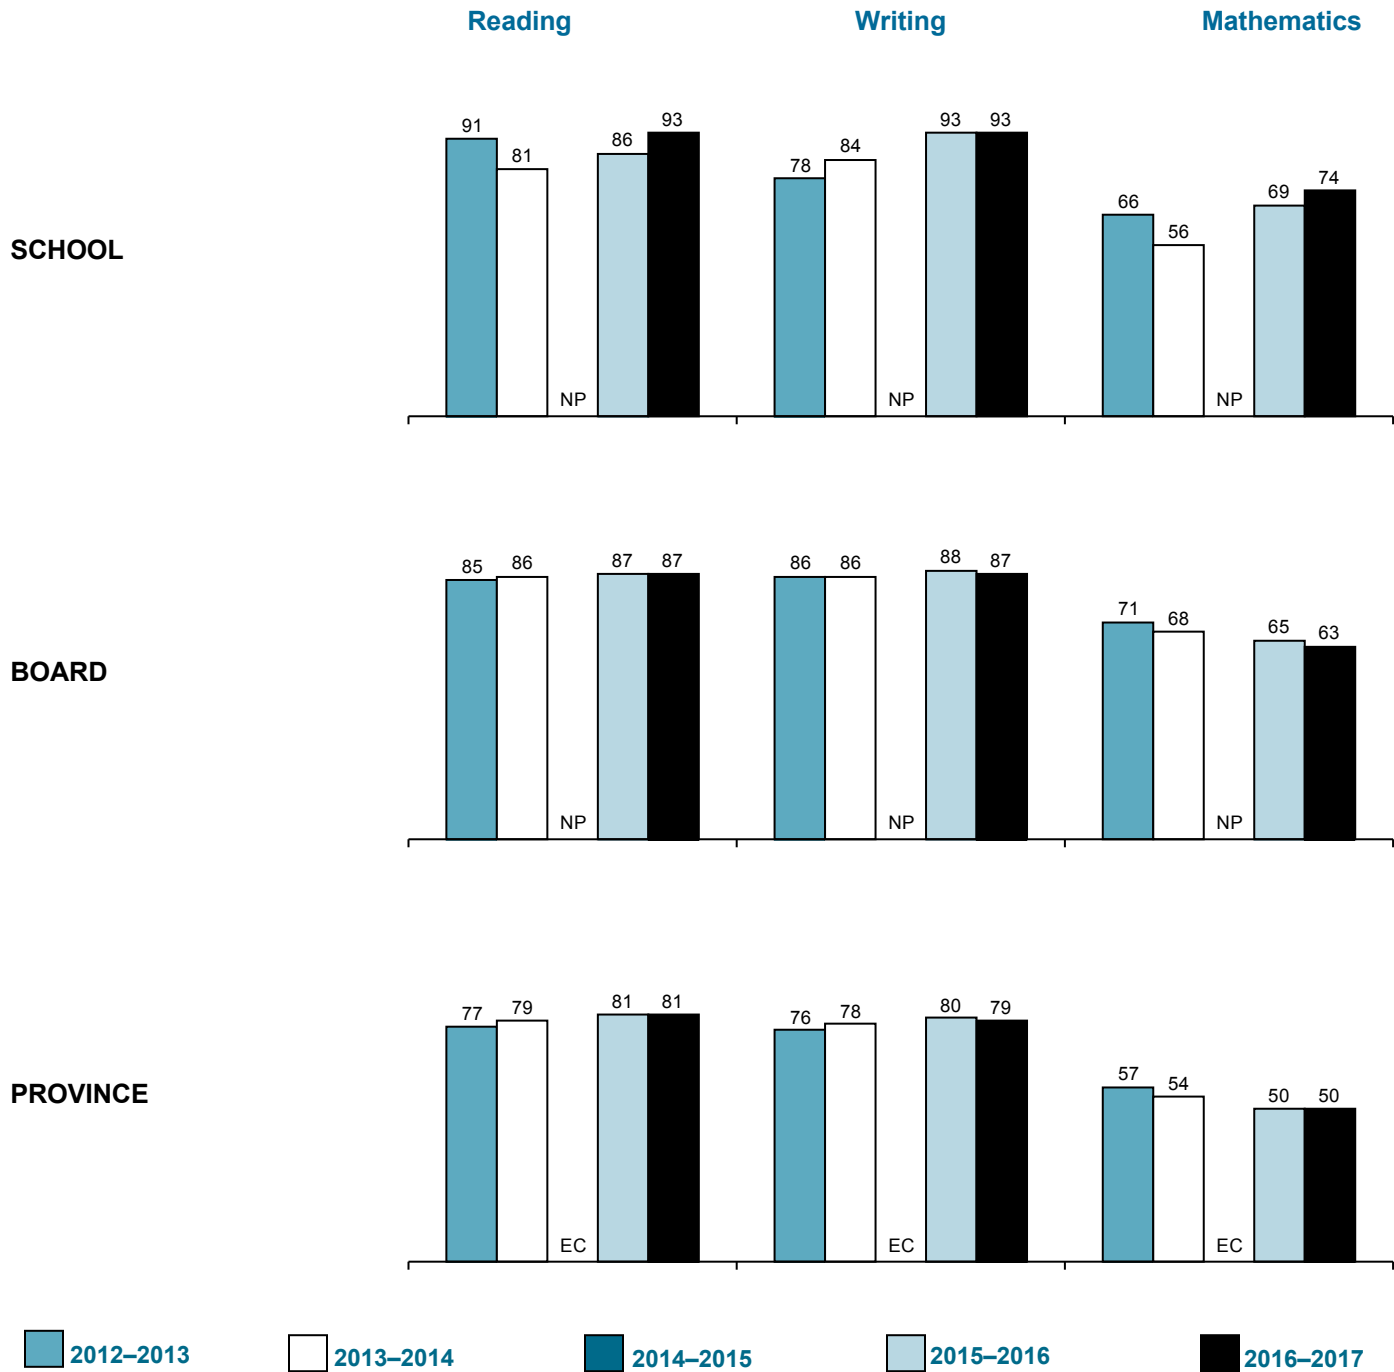 Reading Writing Mathematics
SCHOOL
91 81 NP 86 93 78 84 NP 93 93 66 56 NP 69 74
BOARD
85 86 NP 87 87 86 86 NP 88 87 71 68 NP 65 63
PROVINCE
77 79 EC 81 81 76 78 EC 80 79 57 54 EC 50 50
2012–2013 2013–2014 2014–2015 2015–2016 2016–2017